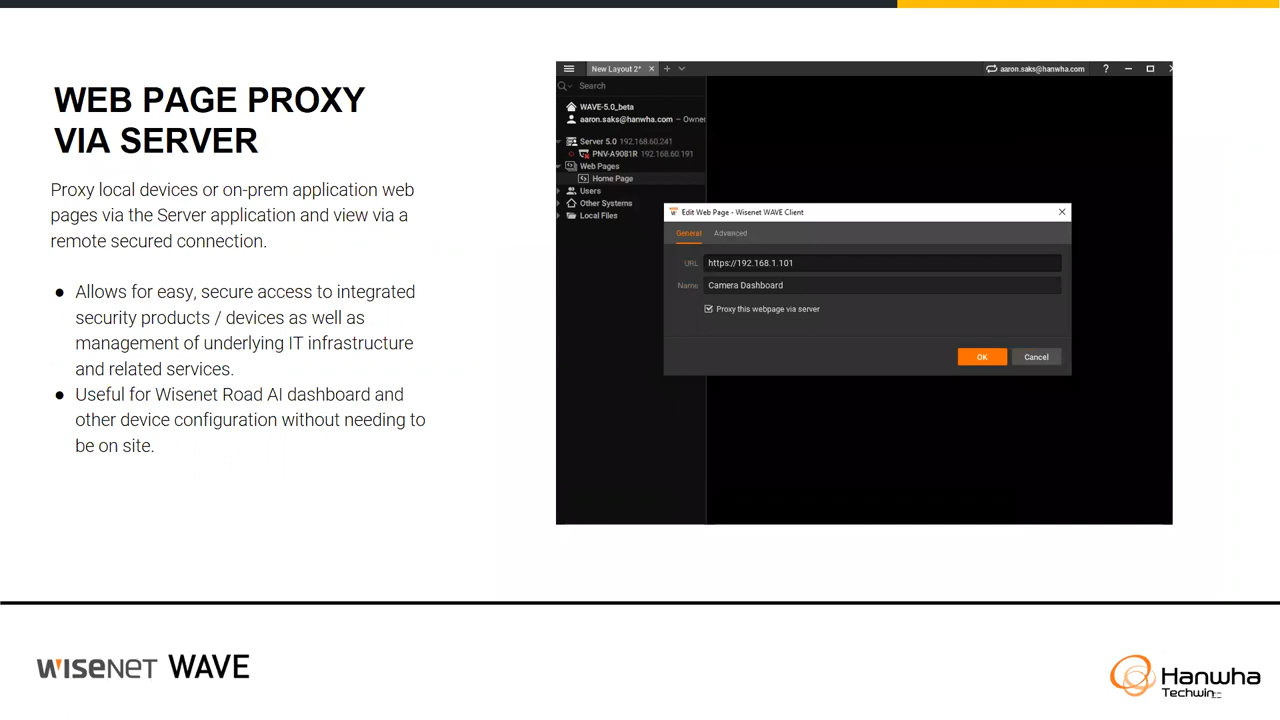 WEB PAGE PROXY
VIA SERVER
Proxy local devices or on-prem application web
pages via the Server application and view via a
remote secured connection.
● Allows for easy, secure access to integrated
security products / devices as well as
management of underlying IT infrastructure
and related services.
● Useful for Wisenet Road AI dashboard and
other device configuration without needing to
be on site.
New Layout 2*
aaron.saks@hanwha.com
?
Search
WAVE-5.0_beta
aaron.saks@hanwha.com – Owner
Server 5.0 192.168.60.241
PNV-A9081R 192.168.60.191
Web Pages
Home Page
Users
Other Systems
Local Files
Edit Web Page - Wisenet WAVE Client
General Advanced
URL https://192.168.1.101
Name Camera Dashboard
Proxy this webpage via server
OK Cancel
WISENET WAVE
Hanwha
Techwin